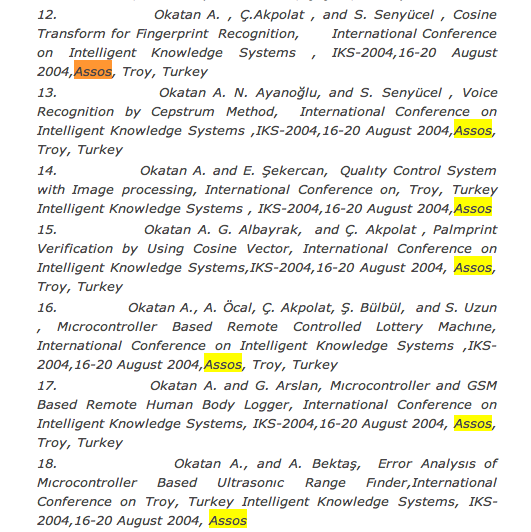 12. Okatan A. , Ç.Akpolat , and S. Senyücel , Cosine
Transform for Fingerprint Recognition, International Conference
on Intelligent Knowledge Systems , IKS-2004,16-20 August
2004,Assos, Troy, Turkey
13. Okatan A. N. Ayanoğlu, and S. Senyücel , Voice
Recognition by Cepstrum Method, International Conference on
Intelligent Knowledge Systems ,IKS-2004,16-20 August 2004,Assos,
Troy, Turkey
14. Okatan A. and E. Şekercan, Qualıty Control System
with Image processing, International Conference on, Troy, Turkey
Intelligent Knowledge Systems , IKS-2004,16-20 August 2004,Assos
15. Okatan A. G. Albayrak, and Ç. Akpolat , Palmprint
Verification by Using Cosine Vector, International Conference on
Intelligent Knowledge Systems,IKS-2004,16-20 August 2004, Assos,
Troy, Turkey
16. Okatan A., A. Öcal, Ç. Akpolat, Ş. Bülbül, and S. Uzun
, Mıcrocontroller Based Remote Controlled Lottery Machıne,
International Conference on Intelligent Knowledge Systems ,IKS-
2004,16-20 August 2004,Assos, Troy, Turkey
17. Okatan A. and G. Arslan, Mıcrocontroller and GSM
Based Remote Human Body Logger, International Conference on
Intelligent Knowledge Systems, IKS-2004,16-20 August 2004, Assos,
Troy, Turkey
18. Okatan A., and A. Bektaş, Error Analysıs of
Mıcrocontroller Based Ultrasonıc Range Fınder,International
Conference on Troy, Turkey Intelligent Knowledge Systems, IKS-
2004,16-20 August 2004, Assos